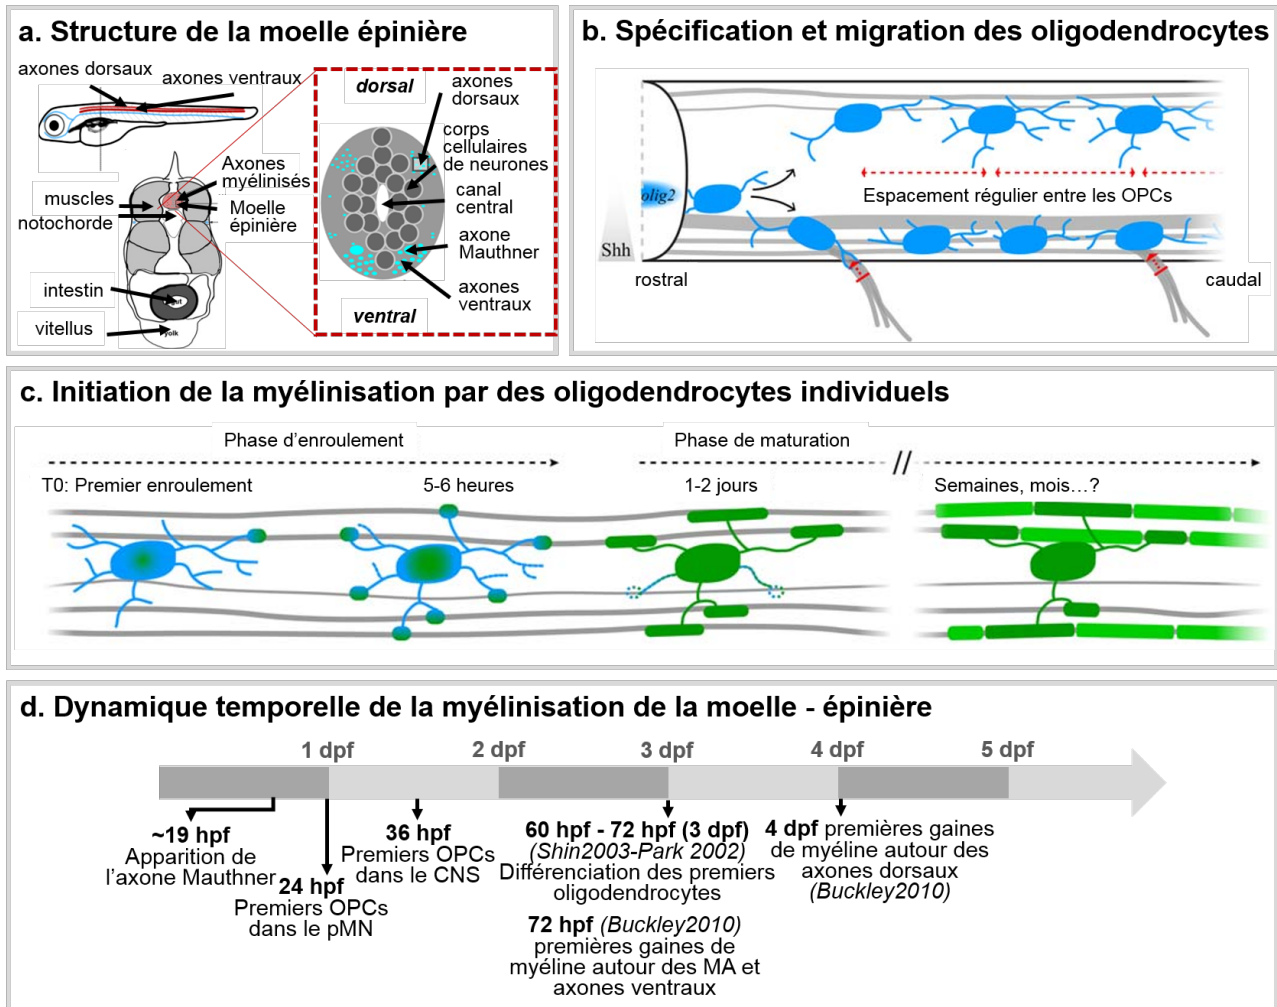 a. Structure de la moelle épinière
axones dorsaux
axones ventraux
Axones
myélinisés
muscles
Moelle
épinière
notochorde
intestin
gut
vitellus
yolk
dorsal
axones
dorsaux
corps
cellulaires
de neurones
canal
central
axone
Mauthner
axones
ventraux
ventral
b. Spécification et migration des oligodendrocytes
olig2
Espacement régulier entre les OPCs
Shh
rostral
caudal
c. Initiation de la myélinisation par des oligodendrocytes individuels
Phase d’enroulement
Phase de maturation
//
T0: Premier enroulement
5-6 heures
1-2 jours
Semaines, mois…?
d. Dynamique temporelle de la myélinisation de la moelle - épinière
1 dpf
2 dpf
3 dpf
4 dpf
5 dpf
~19 hpf
Apparition de
l’axone Mauthner
24 hpf
Premiers OPCs
dans le pMN
36 hpf
Premiers OPCs
dans le CNS
60 hpf - 72 hpf (3 dpf)
(Shin2003-Park 2002)
Différenciation des premiers
oligodendrocytes
72 hpf (Buckley2010)
premières gaines de
myéline autour des MA et
axones ventraux
4 dpf premières gaines
de myéline autour des
axones dorsaux
(Buckley2010)